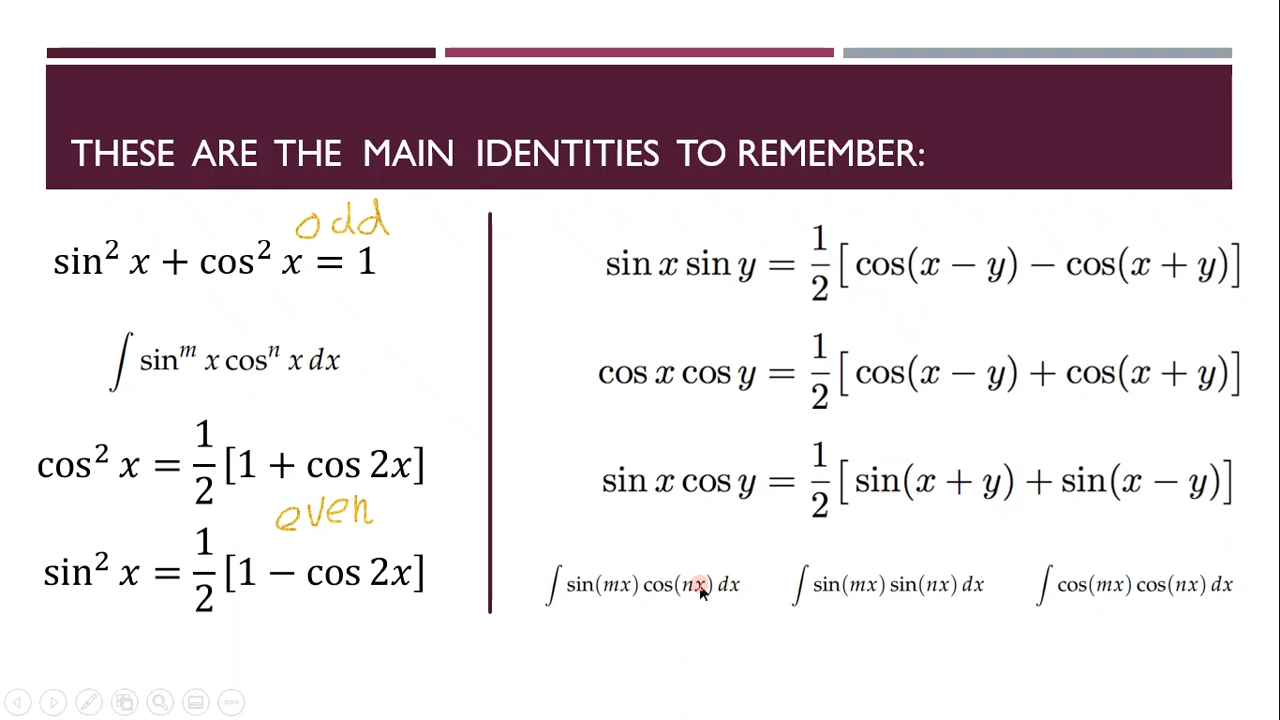 THESE ARE THE MAIN IDENTITIES TO REMEMBER:
odd
sin² x + cos² x = 1
∫ sinᵐ x cosⁿ x dx
cos² x = 1/2 [1 + cos 2x]
even
sin² x = 1/2 [1 − cos 2x]
sin x sin y = 1/2 [ cos(x − y) − cos(x + y)]
cos x cos y = 1/2 [ cos(x − y) + cos(x + y)]
sin x cos y = 1/2 [ sin(x + y) + sin(x − y)]
∫ sin(mx) cos(nx) dx ∫ sin(mx) sin(nx) dx ∫ cos(mx) cos(nx) dx